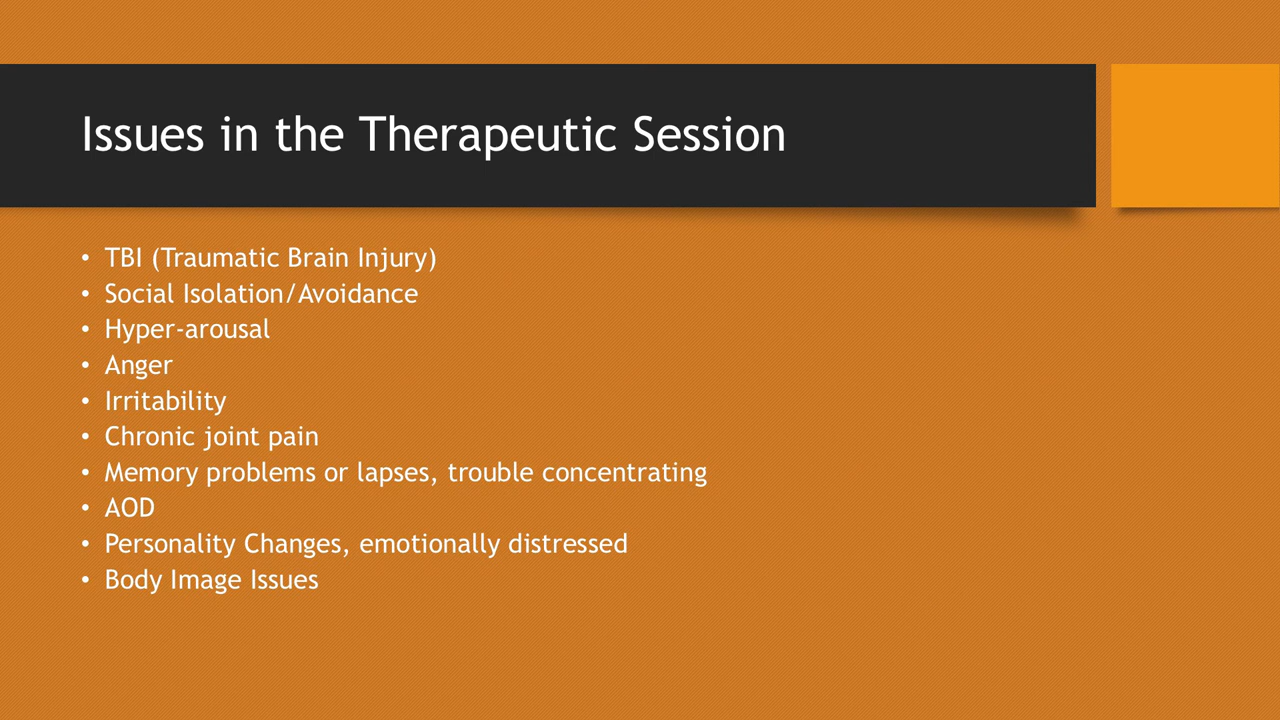 Issues in the Therapeutic Session
• TBI (Traumatic Brain Injury)
• Social Isolation/Avoidance
• Hyper-arousal
• Anger
• Irritability
• Chronic joint pain
• Memory problems or lapses, trouble concentrating
• AOD
• Personality Changes, emotionally distressed
• Body Image Issues